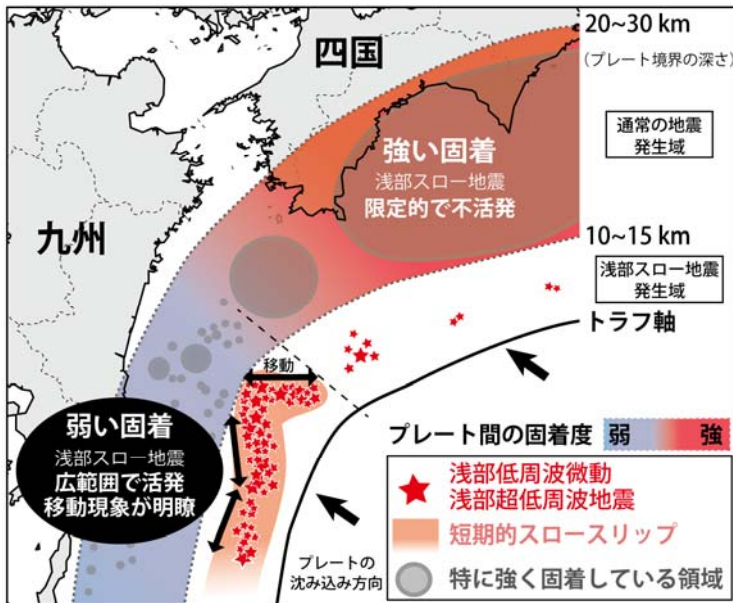 四国
20~30 km
(プレート境界の深さ)
通常の地震
発生域
強い固着
浅部スロー地震
限定的で不活発
九州
10~15 km
浅部スロー地震
発生域
トラフ軸
移動
弱い固着
浅部スロー地震
広範囲で活発
移動現象が明瞭
プレート間の固着度 弱 強
浅部低周波微動
浅部超低周波地震
短期的スロースリップ
特に強く固着している領域
プレートの
沈み込み方向